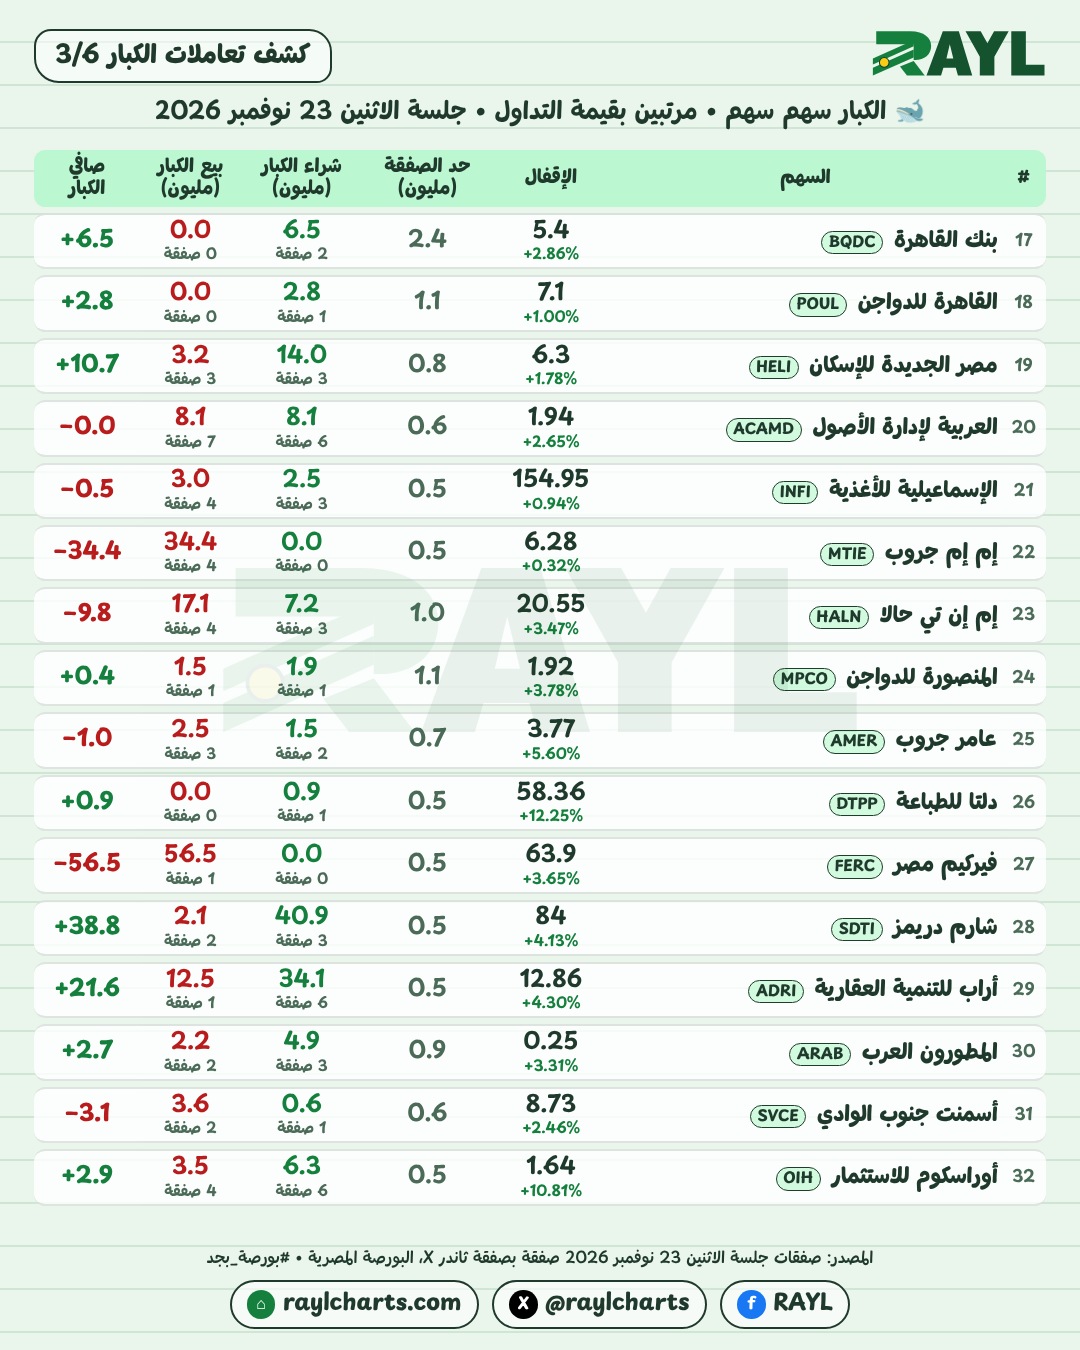 RAYL
كشف تعاملات الكبار 3/6
🐋 الكبار سهم سهم • مرتبين بقيمة التداول • جلسة الاثنين 23 نوفمبر 2026
# السهم الإقفال حد الصفقة (مليون) شراء الكبار (مليون) بيع الكبار (مليون) صافي الكبار
17 بنك القاهرة BQDC 5.4 +2.86% 2.4 6.5 2 صفقة 0.0 0 صفقة +6.5
18 القاهرة للدواجن POUL 7.1 +1.00% 1.1 2.8 1 صفقة 0.0 0 صفقة +2.8
19 مصر الجديدة للإسكان HELI 6.3 +1.78% 0.8 14.0 3 صفقة 3.2 3 صفقة +10.7
20 العربية لإدارة الأصول ACAMD 1.94 +2.65% 0.6 8.1 6 صفقة 8.1 7 صفقة −0.0
21 الإسماعيلية للأغذية INFI 154.95 +0.94% 0.5 2.5 3 صفقة 3.0 4 صفقة −0.5
22 إم إم جروب MTIE 6.28 +0.32% 0.5 0.0 0 صفقة 34.4 4 صفقة −34.4
23 إم إن تي حالا HALN 20.55 +3.47% 1.0 7.2 3 صفقة 17.1 4 صفقة −9.8
24 المنصورة للدواجن MPCO 1.92 +3.78% 1.1 1.9 1 صفقة 1.5 1 صفقة +0.4
25 عامر جروب AMER 3.77 +5.60% 0.7 1.5 2 صفقة 2.5 3 صفقة −1.0
26 دلتا للطباعة DTPP 58.36 +12.25% 0.5 0.9 1 صفقة 0.0 0 صفقة +0.9
27 فيركيم مصر FERC 63.9 +3.65% 0.5 0.0 0 صفقة 56.5 1 صفقة −56.5
28 شارم دريمز SDTI 84 +4.13% 0.5 40.9 3 صفقة 2.1 2 صفقة +38.8
29 أراب للتنمية العقارية ADRI 12.86 +4.30% 0.5 34.1 6 صفقة 12.5 1 صفقة +21.6
30 المطورون العرب ARAB 0.25 +3.31% 0.9 4.9 3 صفقة 2.2 2 صفقة +2.7
31 أسمنت جنوب الوادي SVCE 8.73 +2.46% 0.6 0.6 1 صفقة 3.6 2 صفقة −3.1
32 أوراسكوم للاستثمار OIH 1.64 +10.81% 0.5 6.3 6 صفقة 3.5 4 صفقة +2.9
المصدر: صفقات جلسة الاثنين 23 نوفمبر 2026 صفقة بصفقة ثاندر X، البورصة المصرية • #بورصة_بجد
raylcharts.com @raylcharts RAYL